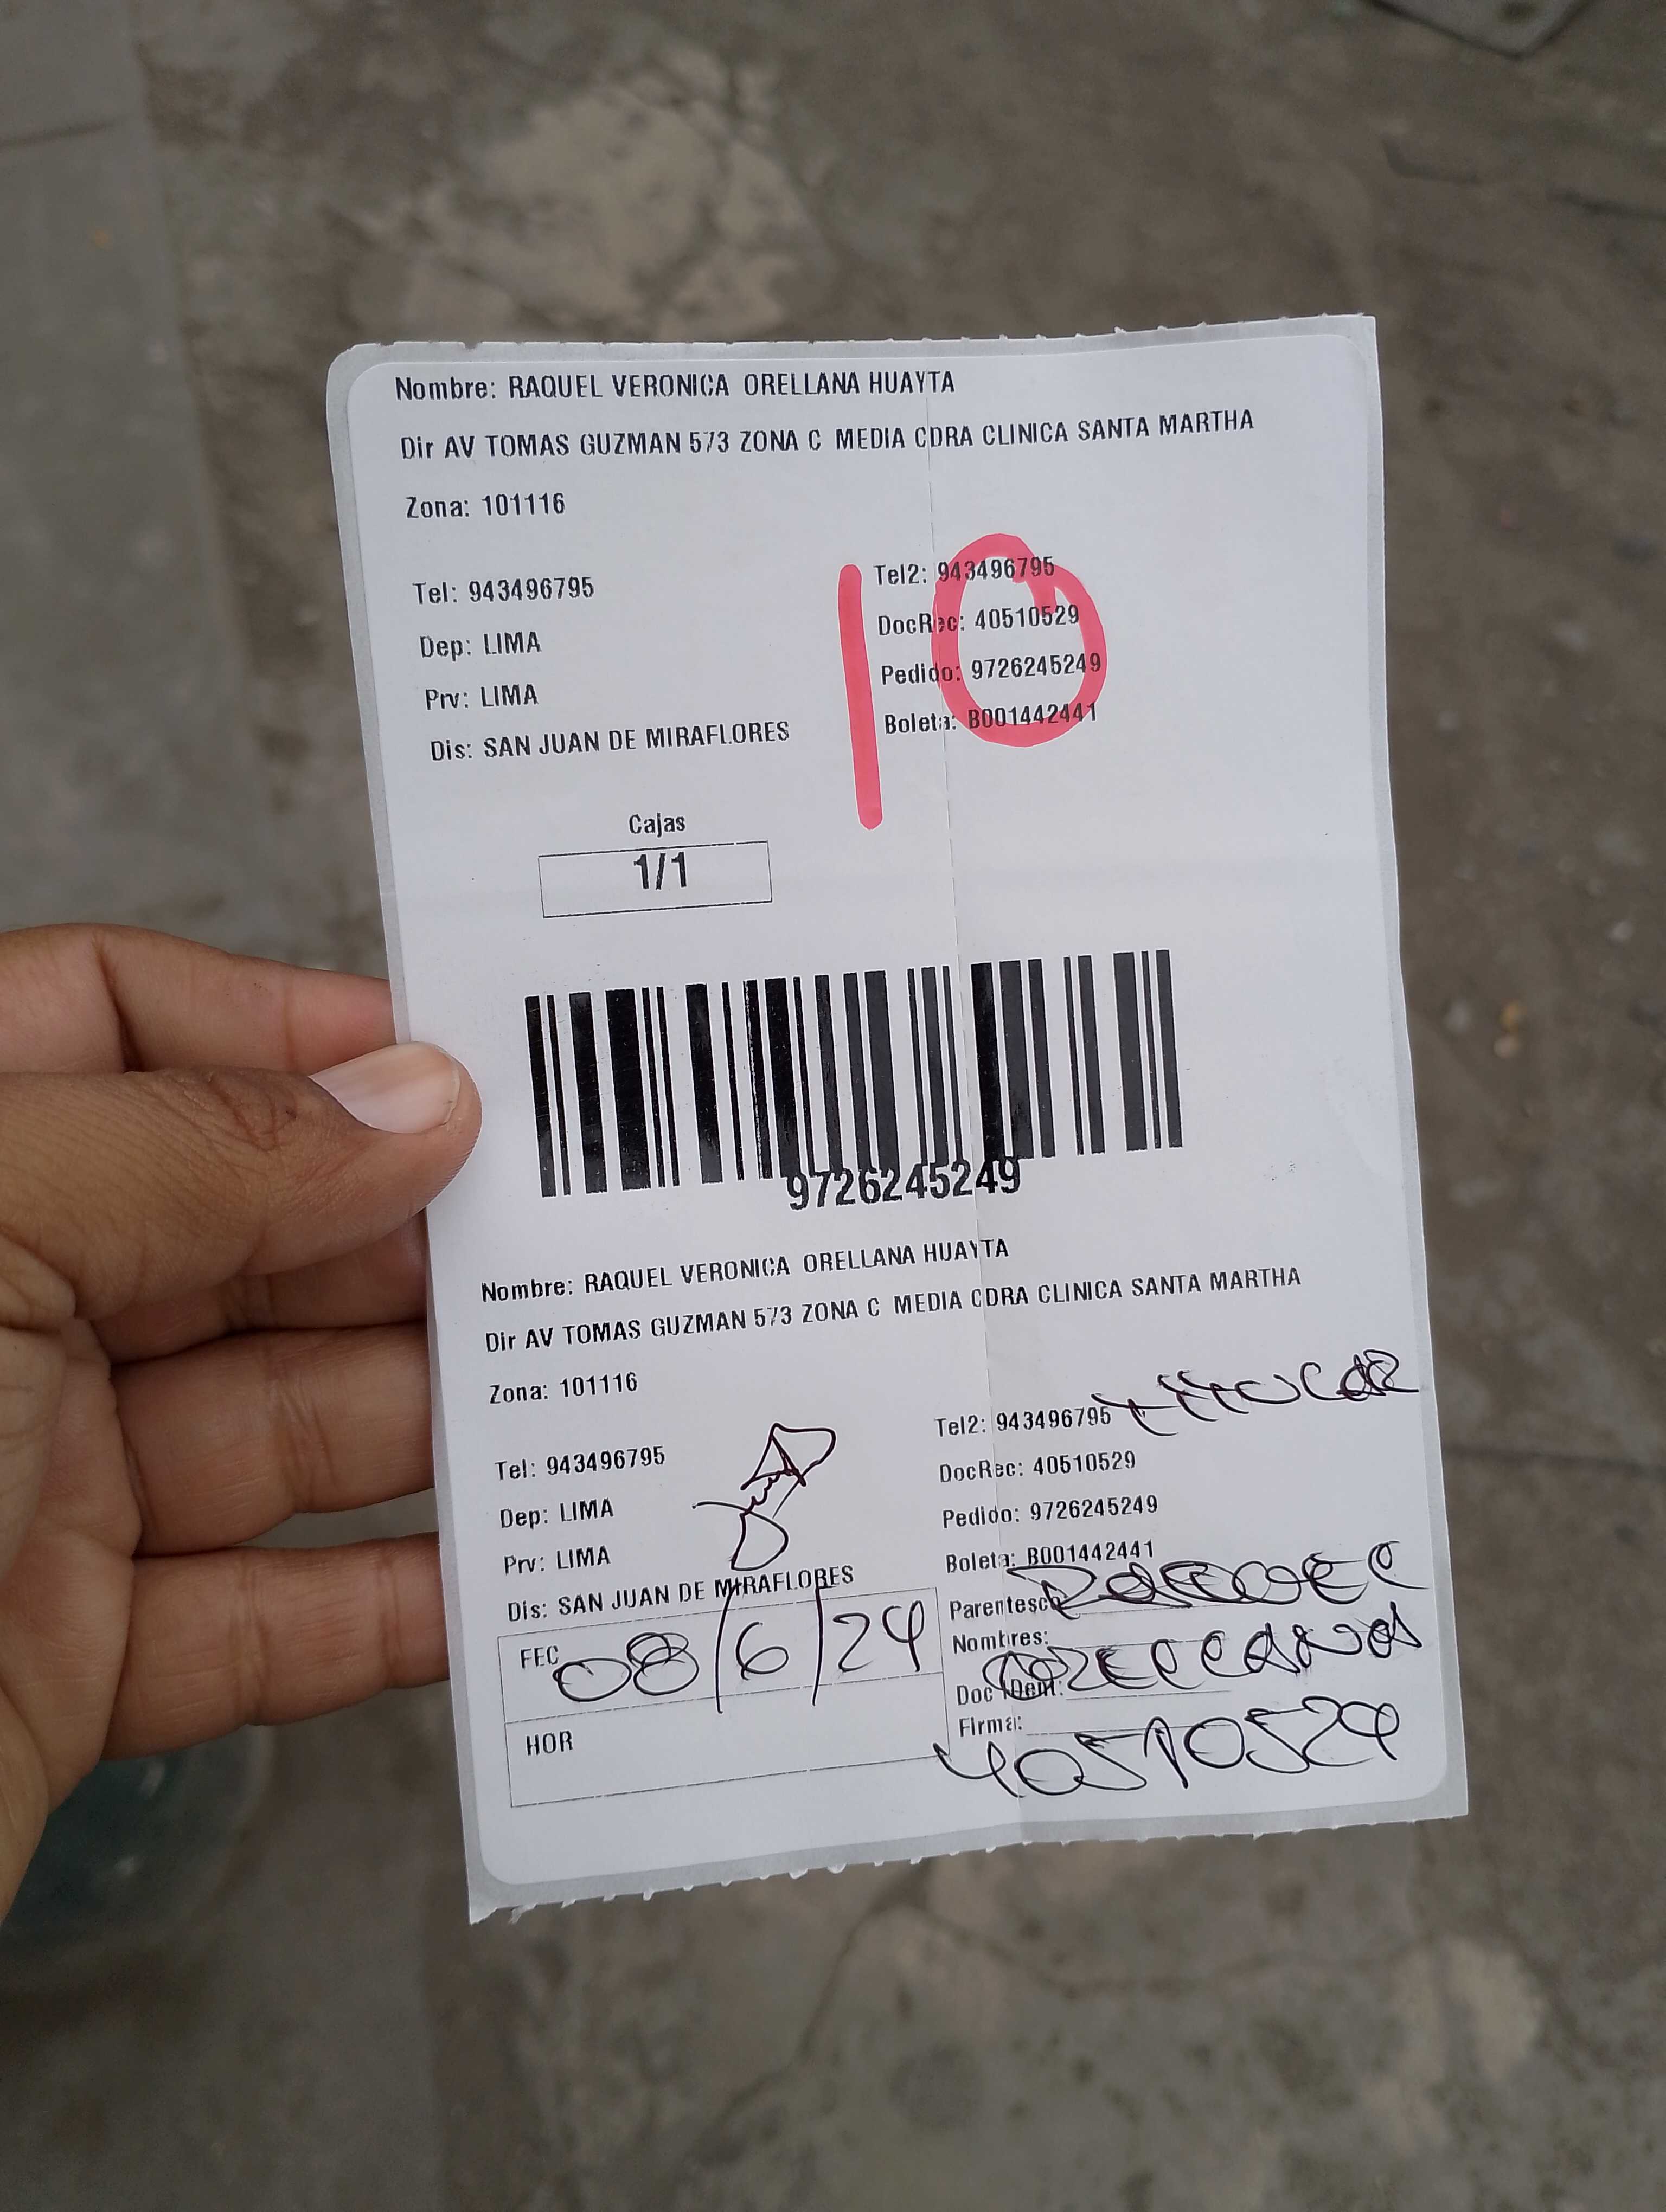 Nombre: RAQUEL VERONICA ORELLANA HUAYTA
Dir AV TOMAS GUZMAN 573 ZONA C MEDIA CDRA CLINICA SANTA MARTHA
Zona: 101116
Tel: 943496795
Dep: LIMA
Prv: LIMA
Dis: SAN JUAN DE MIRAFLORES
Tel2: 943496795
DocRec: 40510529
Pedido: 9726245249
Boleta: B001442441
10
Cajas
1/1
9726245249
Nombre: RAQUEL VERONICA ORELLANA HUAYTA
Dir AV TOMAS GUZMAN 573 ZONA C MEDIA CDRA CLINICA SANTA MARTHA
Zona: 101116
Tel: 943496795
Dep: LIMA
Prv: LIMA
Dis: SAN JUAN DE MIRAFLORES
FEC 08/6/24
HOR
Tel2: 943496795
DocRec: 40510529
Pedido: 9726245249
Boleta: B001442441
Parentesco
Nombres:
Doc Ident:
Firma:
40510529